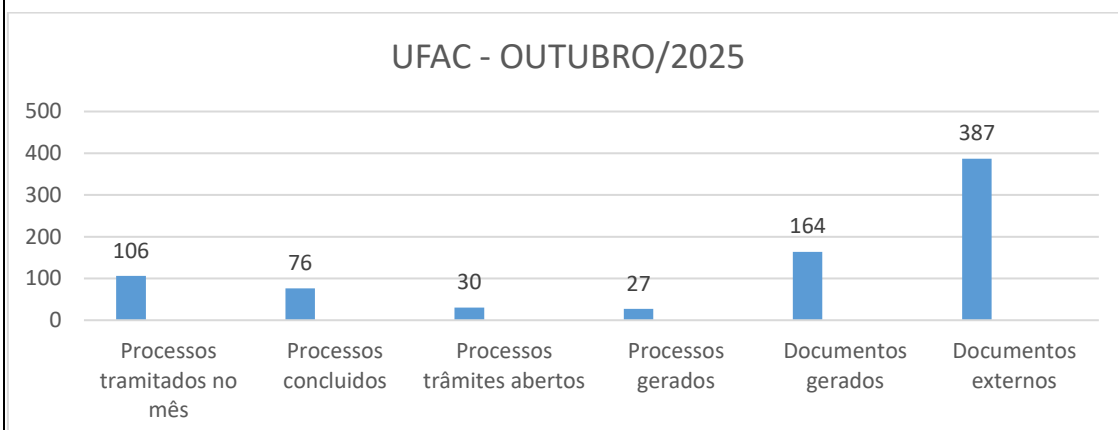 UFAC - OUTUBRO/2025
500
400
300
200
100
0
106
76
30
27
164
387
Processos
tramitados no
mês
Processos
concluidos
Processos
trâmites abertos
Processos
gerados
Documentos
gerados
Documentos
externos